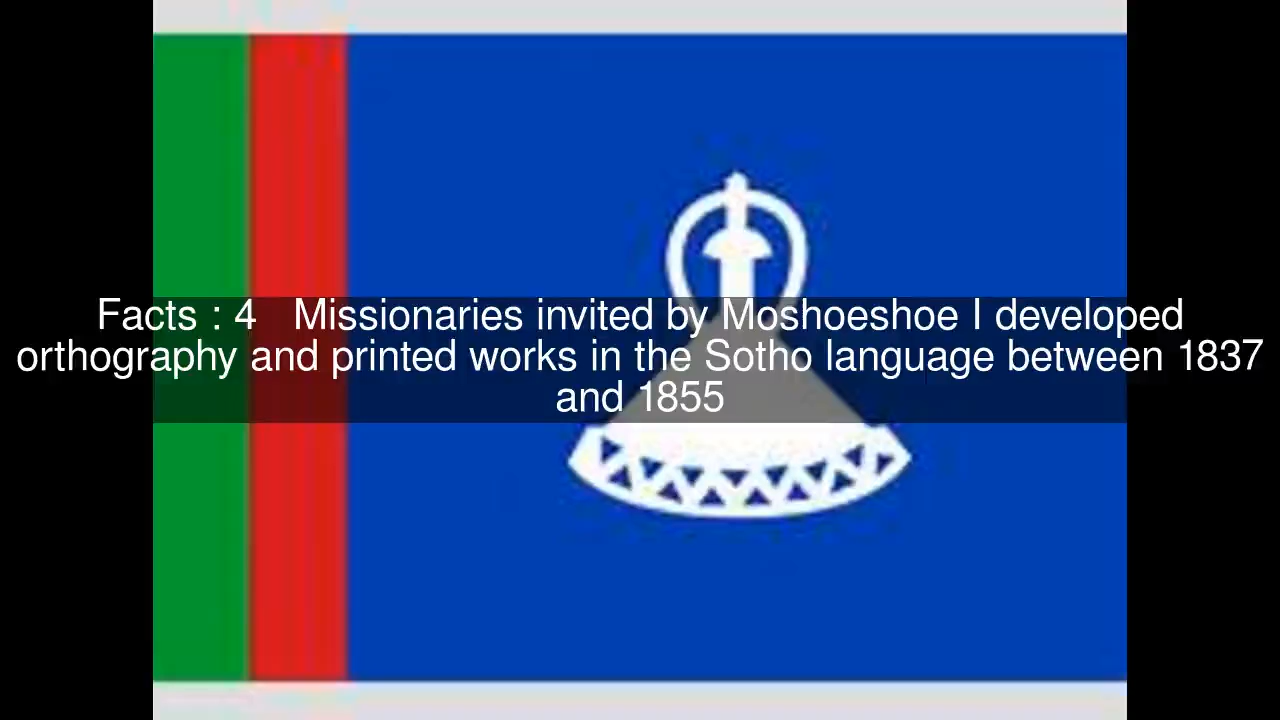 Facts : 4 Missionaries invited by Moshoeshoe I developed
orthography and printed works in the Sotho language between 1837
and 1855